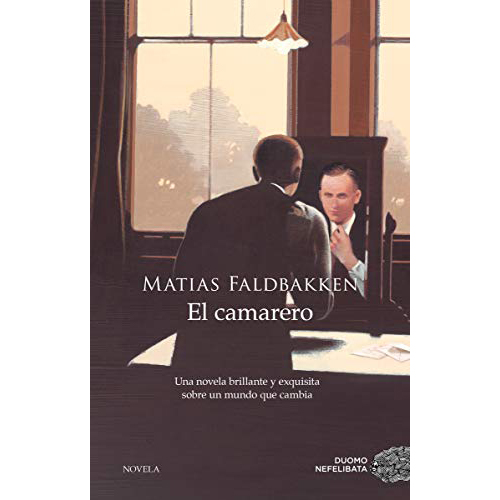 MATIAS FALDBAKKEN
El camarero
Una novela brillante y exquisita
sobre un mundo que cambia
NOVELA
DUOMO
NEFELIBATA